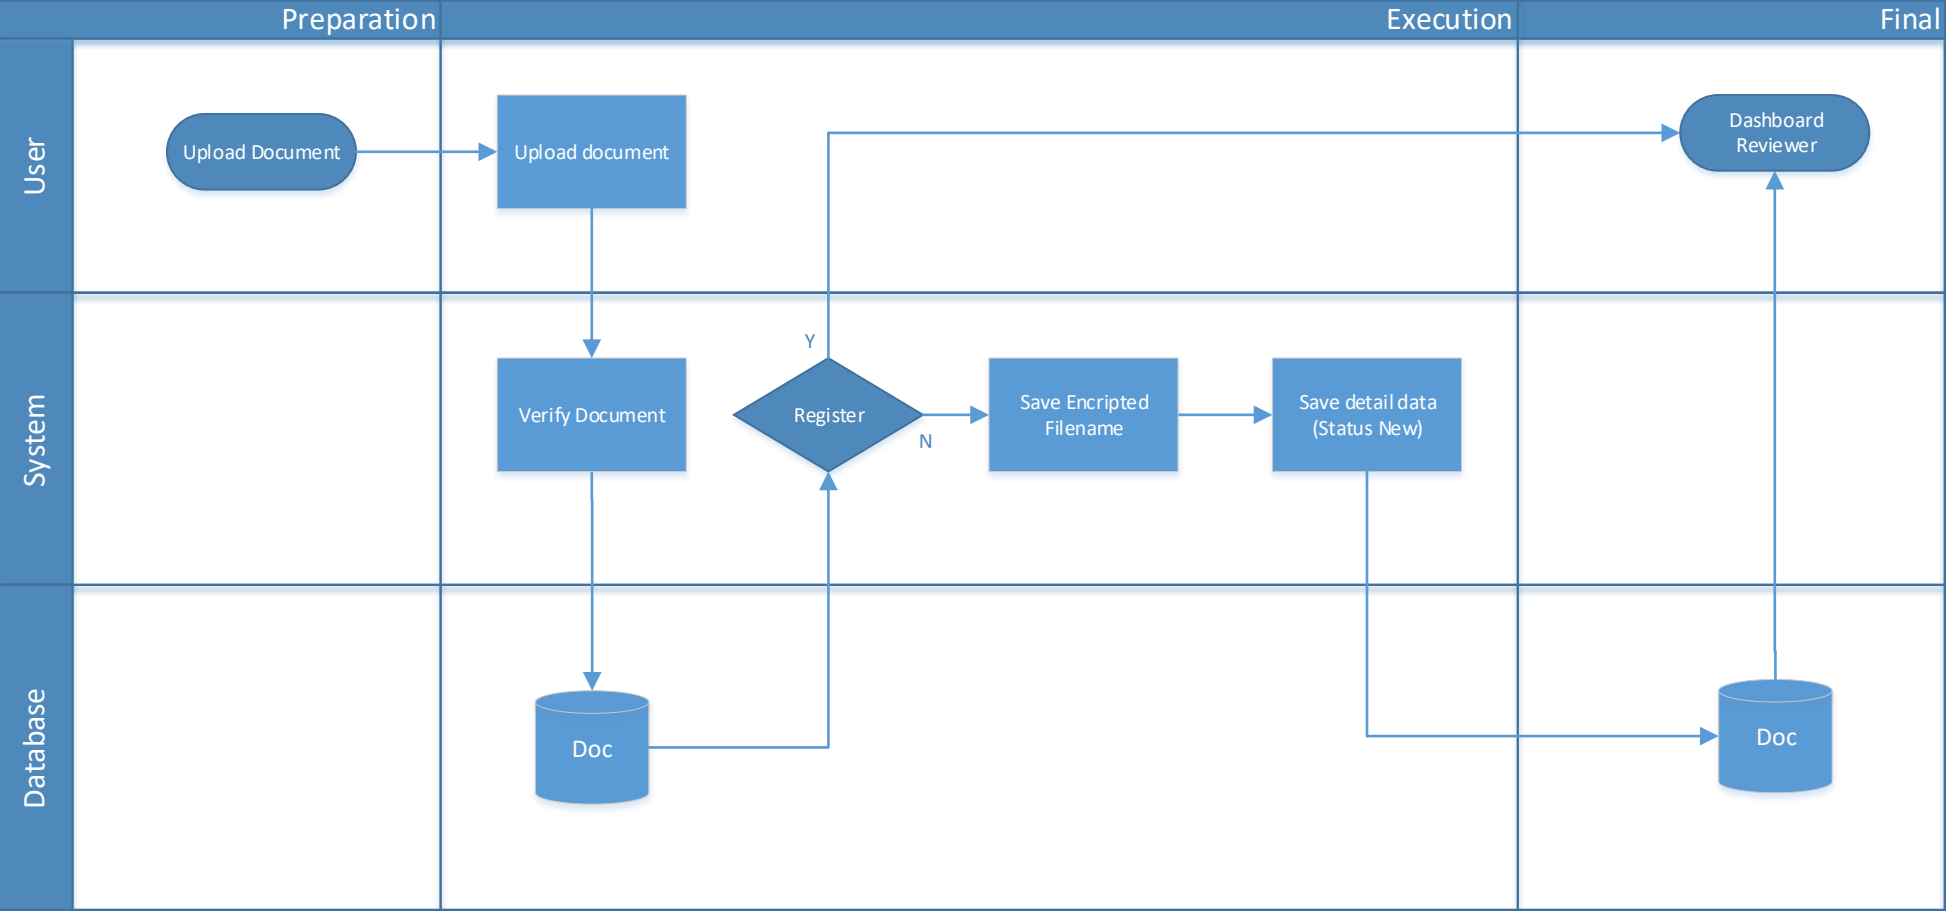 Preparation
Execution
Final
User
Upload Document
Upload document
Dashboard
Reviewer
System
Verify Document
Y
Register
N
Save Encripted
Filename
Save detail data
(Status New)
Database
Doc
Doc